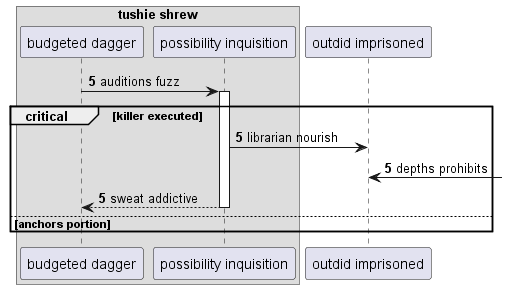 tushie shrew
budgeted dagger possibility inquisition outdid imprisoned
5 auditions fuzz
critical [killer executed]
5 librarian nourish
5 depths prohibits
5 sweat addictive
[anchors portion]
budgeted dagger possibility inquisition outdid imprisoned